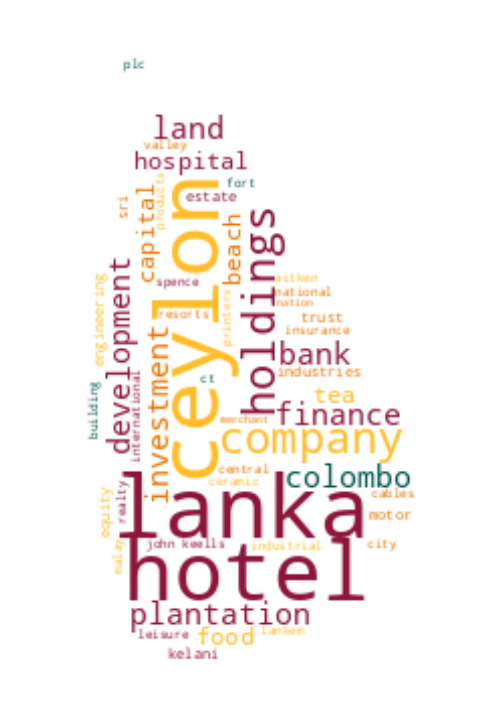 plc
land
valley
hospital
products
fort
sri
capital
estate
ceylon
beach
holdings
development
engineering
spence
aitken
national
nation
resorts
printers
trust
insurance
investment
bank
industries
international
building
ct
tea
merchant
finance
company
central
ceramic
colombo
lanka
equity
realty
cables
motor
malay
john keells
industrial
city
hotel
plantation
leisure
food
lankem
kelani